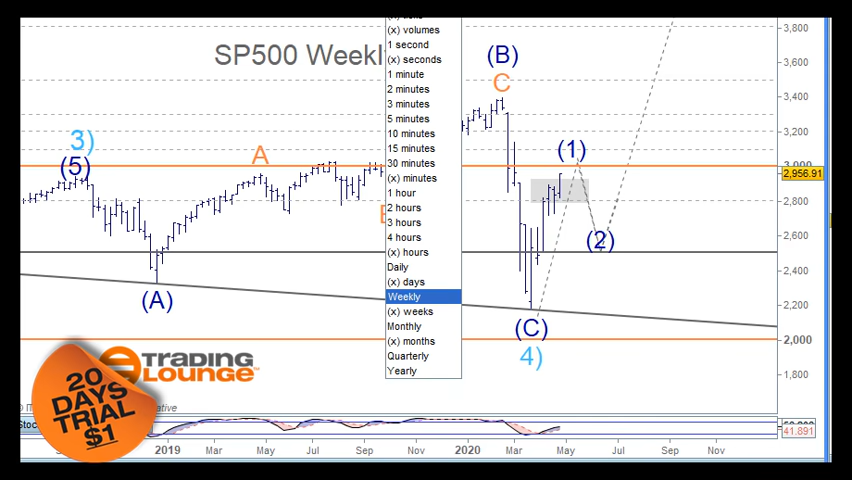 (x) volumes
1 second
(x) seconds
1 minute
2 minutes
3 minutes
5 minutes
10 minutes
15 minutes
30 minutes
(x) minutes
1 hour
2 hours
3 hours
4 hours
(x) hours
Daily
(x) days
Weekly
(x) weeks
Monthly
(x) months
Quarterly
Yearly
SP500 Weekly
3)
(5)
A
(A)
(B)
C
(1)
(2)
(C)
4)
3,800
3,600
3,400
3,200
3,000
2,956.91
2,800
2,600
2,400
2,200
2,000
1,800
TRADING
LOUNGE™
20
DAYS
TRIAL
$1
41.891
2019
Mar
May
Jul
Sep
2020
Mar
May
Jul
Sep
Nov